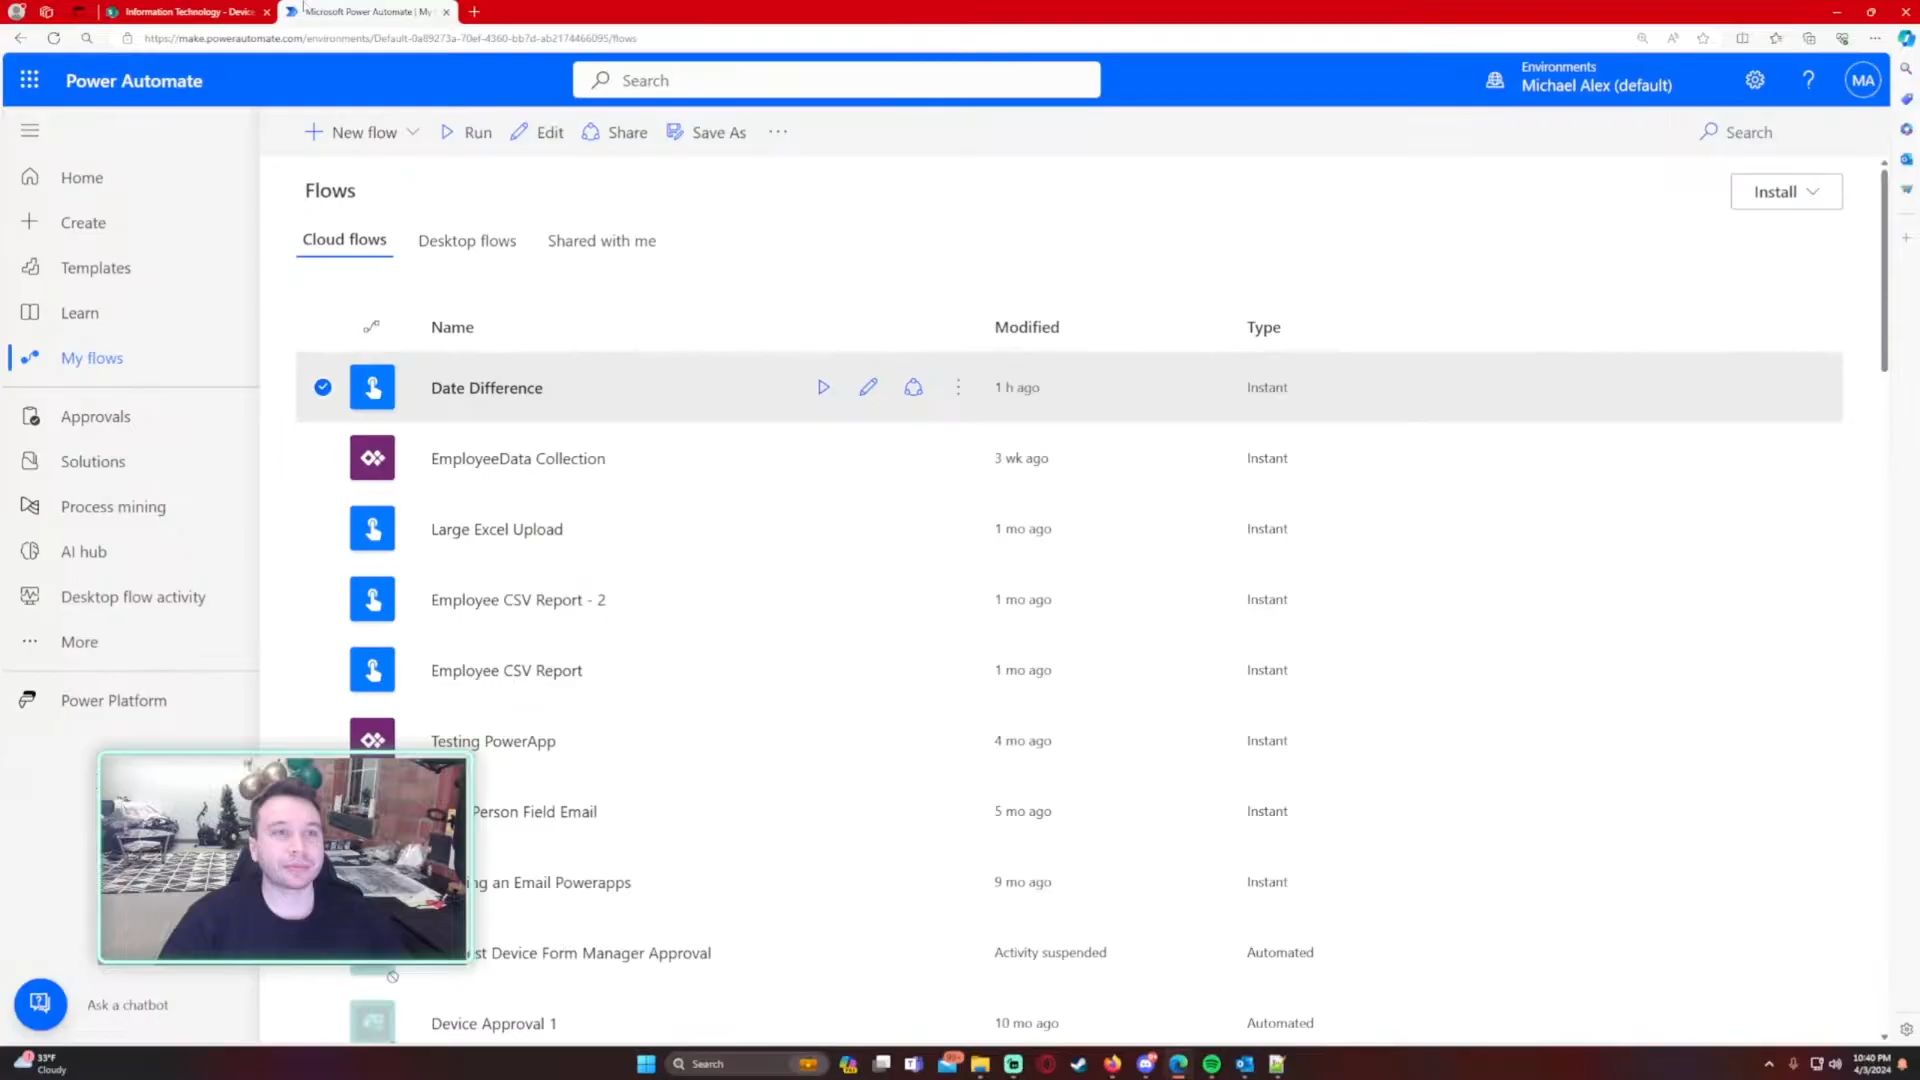 Information Technology - Device
Microsoft Power Automate | My
https://make.powerautomate.com/environments/Default-0a89273a-70ef-4360-bb7d-ab2174466095/flows
Power Automate
Search
Environments
Michael Alex (default)
MA
New flow
Run
Edit
Share
Save As
Search
Home
Create
Templates
Learn
My flows
Approvals
Solutions
Process mining
AI hub
Desktop flow activity
More
Power Platform
Ask a chatbot
Flows
Install
Cloud flows
Desktop flows
Shared with me
Name Modified Type
Date Difference 1 h ago Instant
EmployeeData Collection 3 wk ago Instant
Large Excel Upload 1 mo ago Instant
Employee CSV Report - 2 1 mo ago Instant
Employee CSV Report 1 mo ago Instant
Testing PowerApp 4 mo ago Instant
Person Field Email 5 mo ago Instant
ng an Email Powerapps 9 mo ago Instant
st Device Form Manager Approval Activity suspended Automated
Device Approval 1 10 mo ago Automated
33°F
Cloudy
Search
99+
10:40 PM
4/3/2024